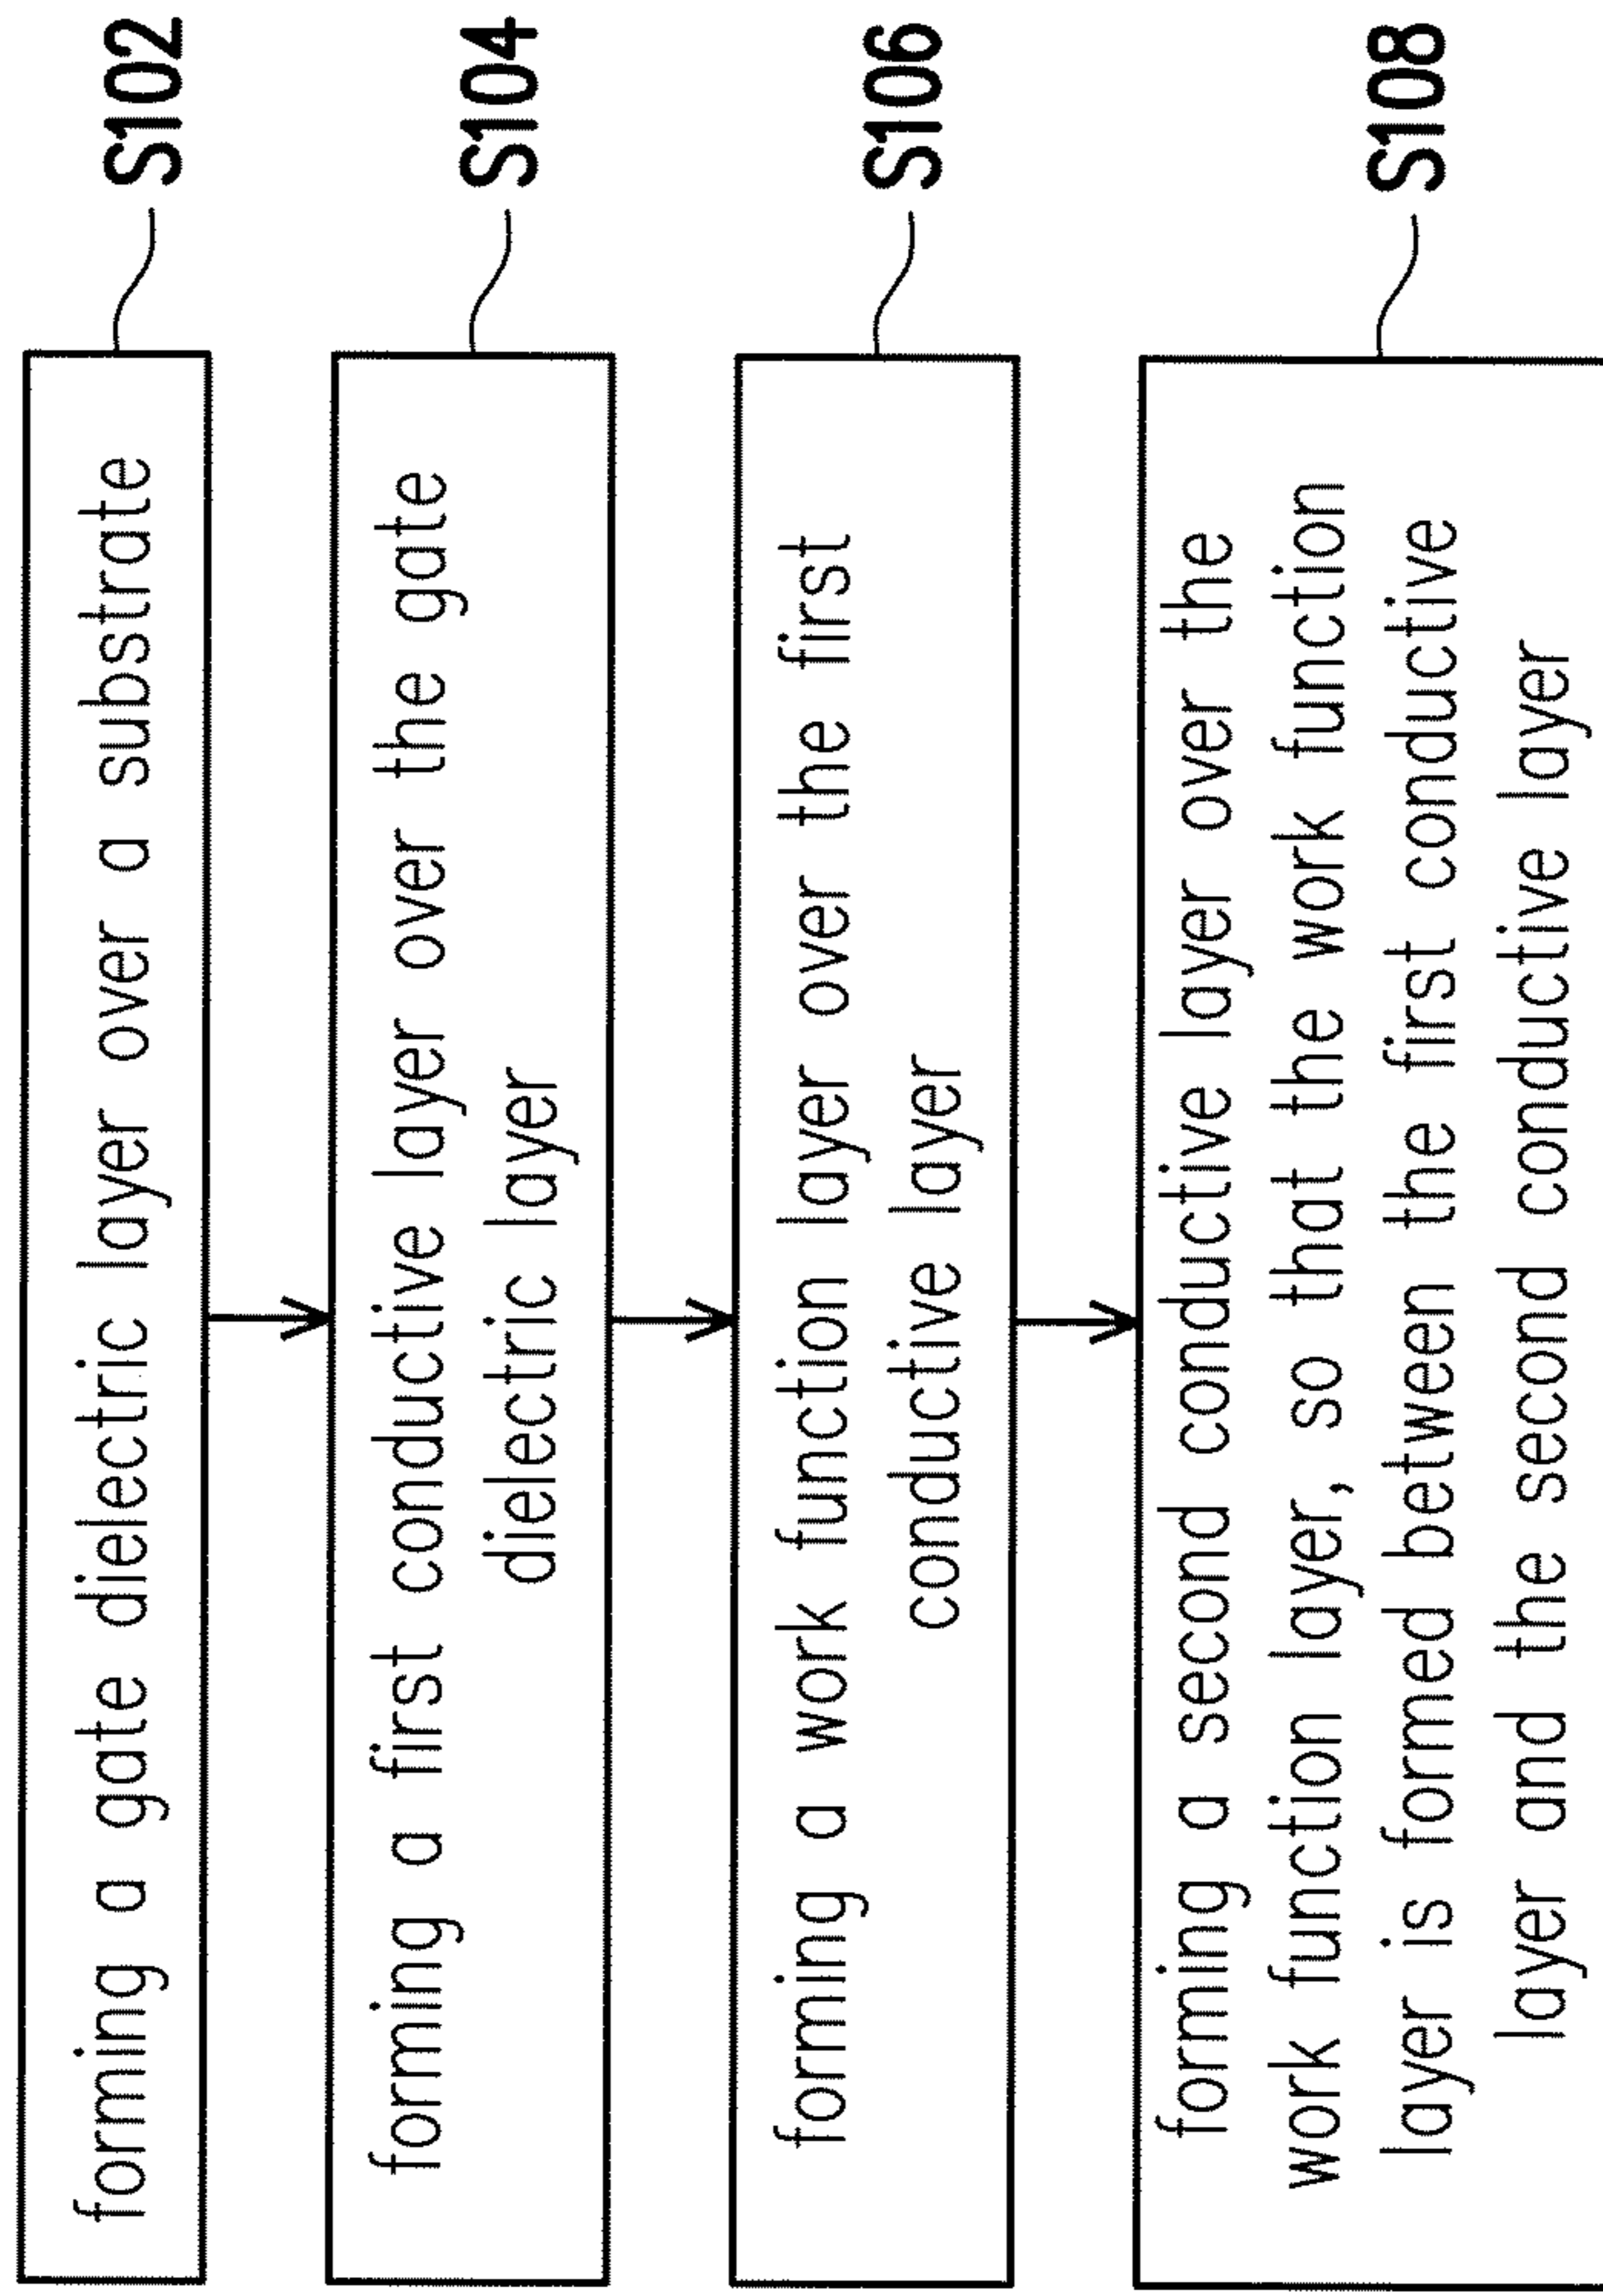 forming a gate dielectric layer over a substrate
S102
forming a first conductive layer over the gate
dielectric layer
S104
forming a work function layer over the first
conductive layer
S106
forming a second conductive layer over the
work function layer, so that the work function
layer is formed between the first conductive
layer and the second conductive layer
S108